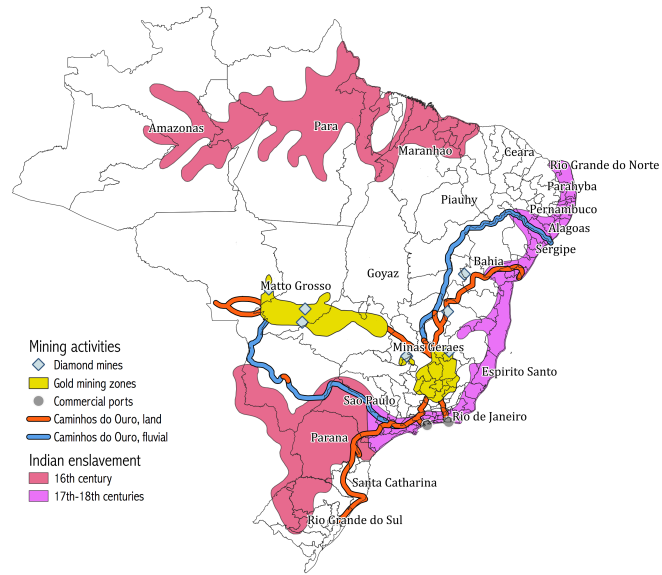 Amazonas
Para
Maranhao
Ceara
Rio Grande do Norte
Parahyba
Pernambuco
Piauhy
Alagoas
Sergipe
Bahia
Goyaz
Matto Grosso
Minas Geraes
Espirito Santo
Sao Paulo
Rio de Janeiro
Parana
Santa Catharina
Rio Grande do Sul
Mining activities
Diamond mines
Gold mining zones
Commercial ports
Caminhos do Ouro, land
Caminhos do Ouro, fluvial
Indian enslavement
16th century
17th-18th centuries